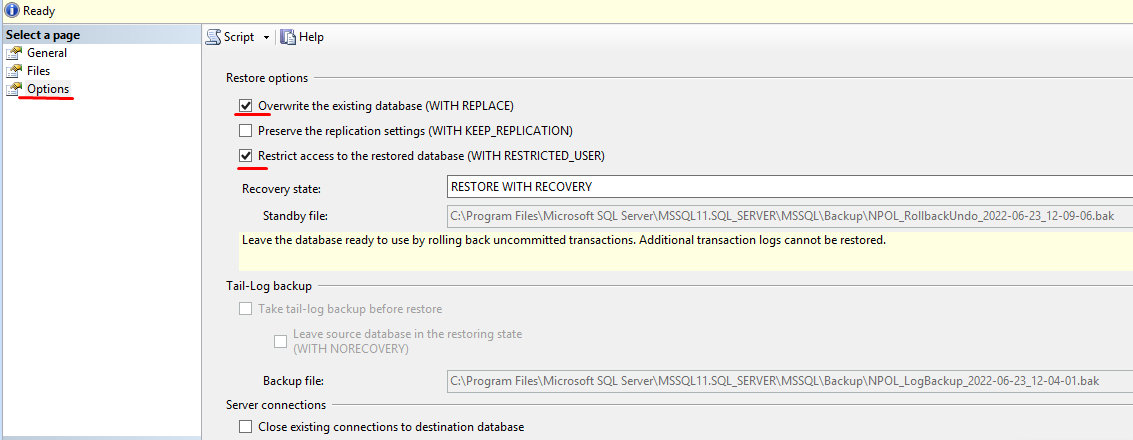 Ready
Select a page
General
Files
Options
Script
Help
Restore options
Overwrite the existing database (WITH REPLACE)
Preserve the replication settings (WITH KEEP_REPLICATION)
Restrict access to the restored database (WITH RESTRICTED_USER)
Recovery state:
RESTORE WITH RECOVERY
Standby file:
C:\Program Files\Microsoft SQL Server\MSSQL11.SQL_SERVER\MSSQL\Backup\NPOL_RollbackUndo_2022-06-23_12-09-06.bak
Leave the database ready to use by rolling back uncommitted transactions. Additional transaction logs cannot be restored.
Tail-Log backup
Take tail-log backup before restore
Leave source database in the restoring state
(WITH NORECOVERY)
Backup file:
C:\Program Files\Microsoft SQL Server\MSSQL11.SQL_SERVER\MSSQL\Backup\NPOL_LogBackup_2022-06-23_12-04-01.bak
Server connections
Close existing connections to destination database